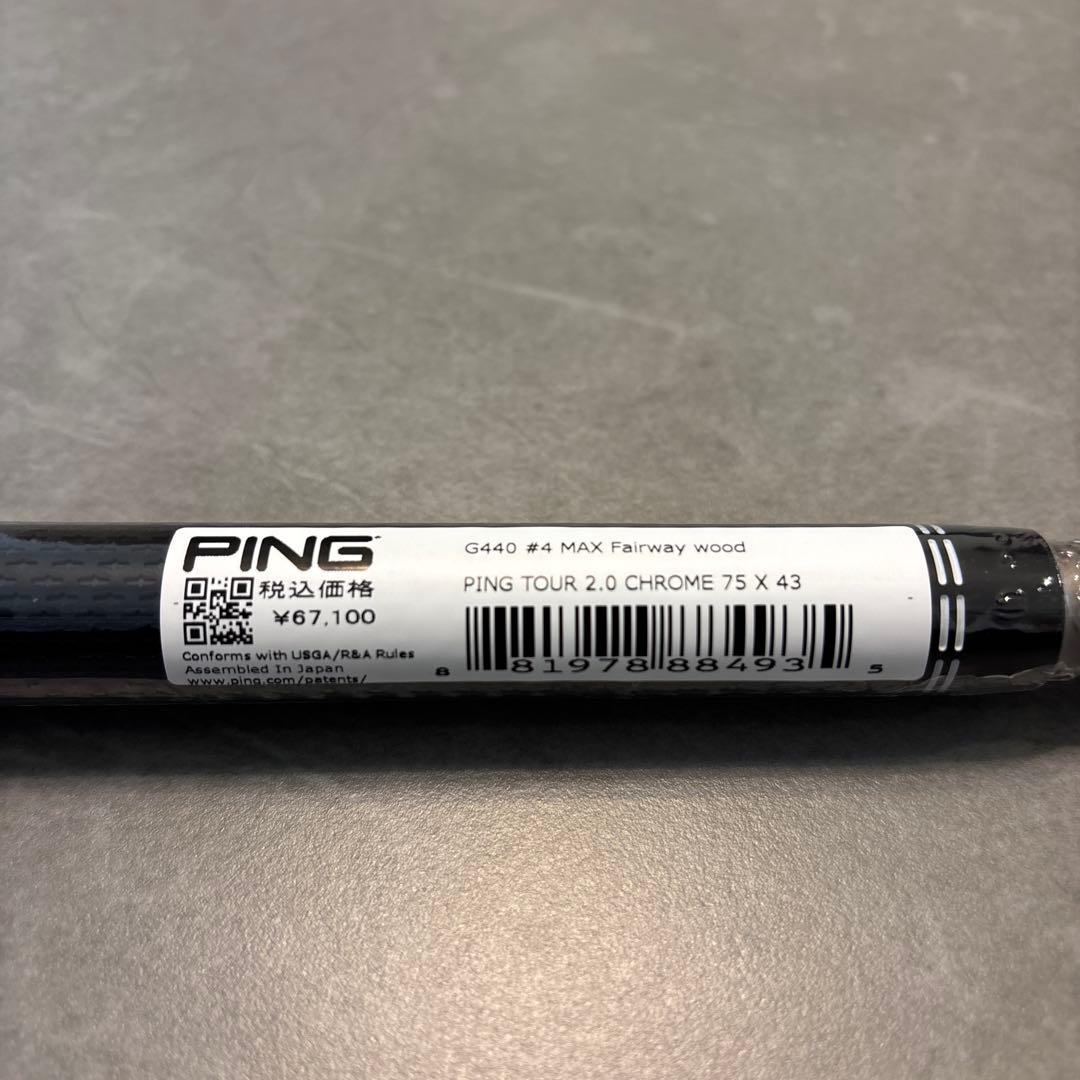 PING
税込価格
¥67,100
Conforms with USGA/R&A Rules
Assembled In Japan
www.ping.com/patents/
G440 #4 MAX Fairway wood
PING TOUR 2.0 CHROME 75 X 43
8 81978 88493 5